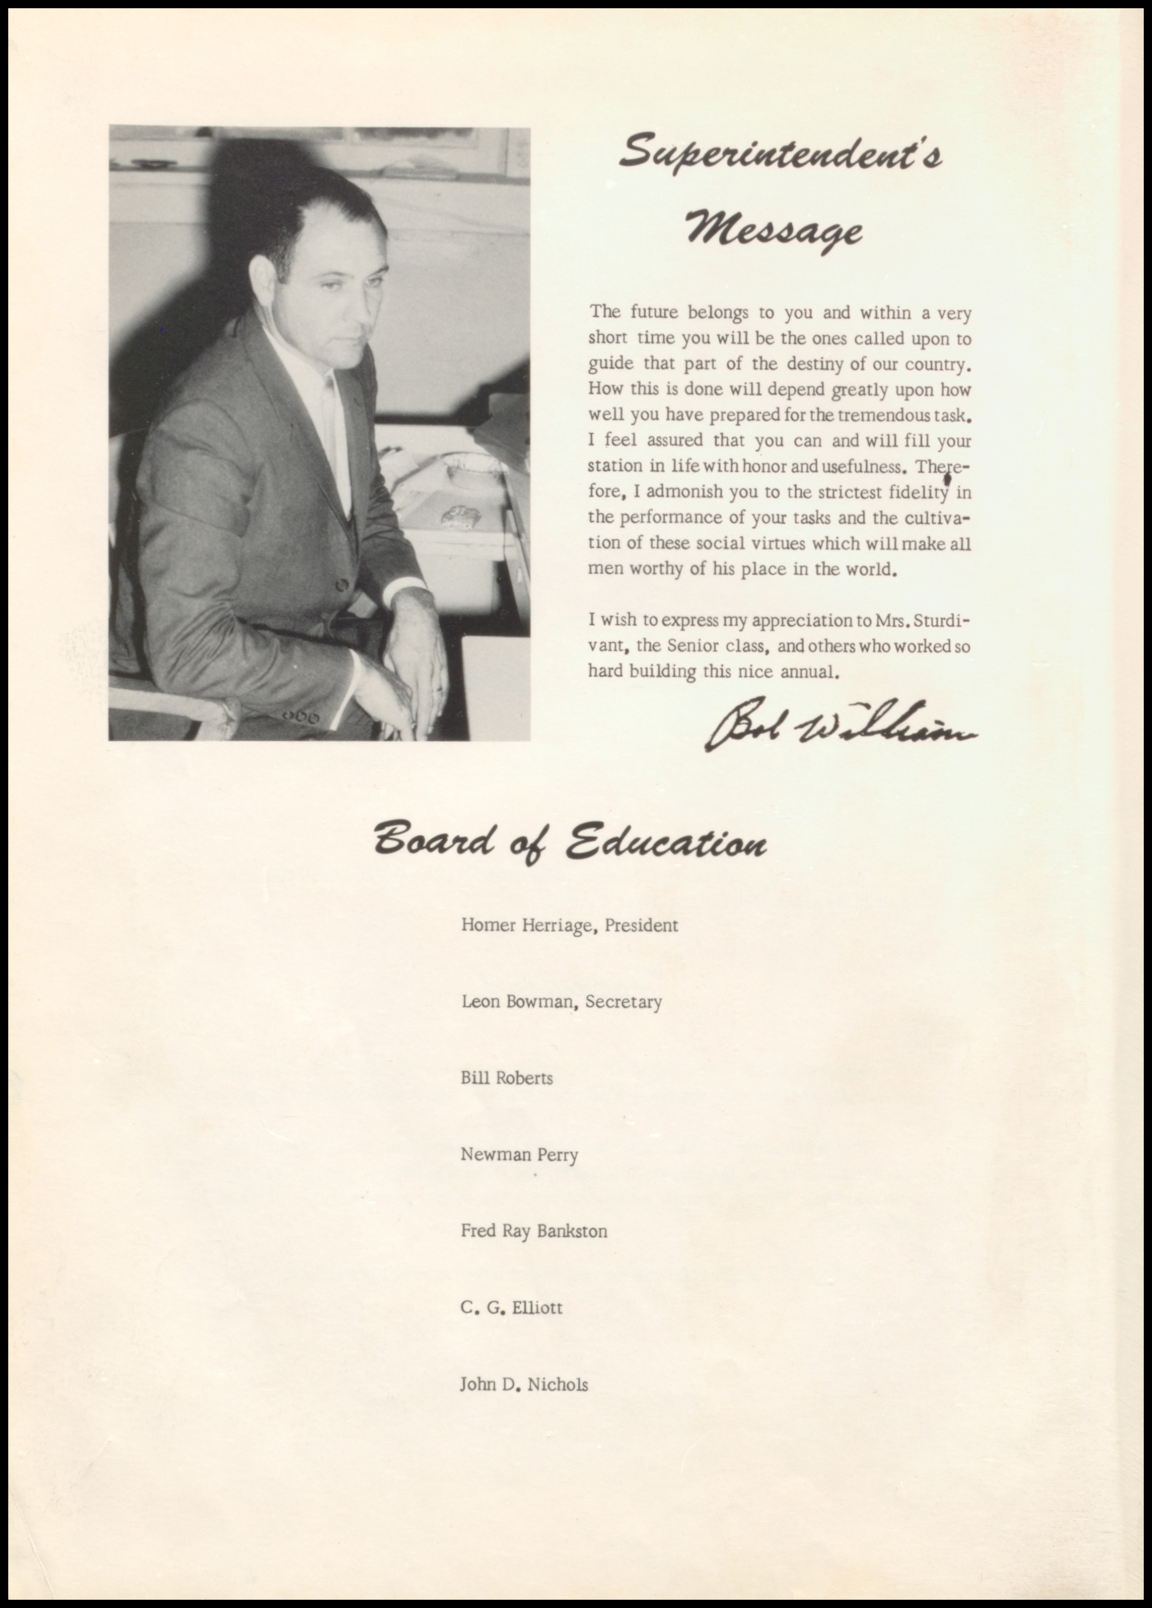 Superintendent's
Message
The future belongs to you and within a very
short time you will be the ones called upon to
guide that part of the destiny of our country.
How this is done will depend greatly upon how
well you have prepared for the tremendous task.
I feel assured that you can and will fill your
station in life with honor and usefulness. There-
fore, I admonish you to the strictest fidelity in
the performance of your tasks and the cultiva-
tion of these social virtues which will make all
men worthy of his place in the world.
I wish to express my appreciation to Mrs. Sturdi-
vant, the Senior class, and others who worked so
hard building this nice annual.
Bob William
Board of Education
Homer Herriage, President
Leon Bowman, Secretary
Bill Roberts
Newman Perry
Fred Ray Bankston
C. G. Elliott
John D. Nichols